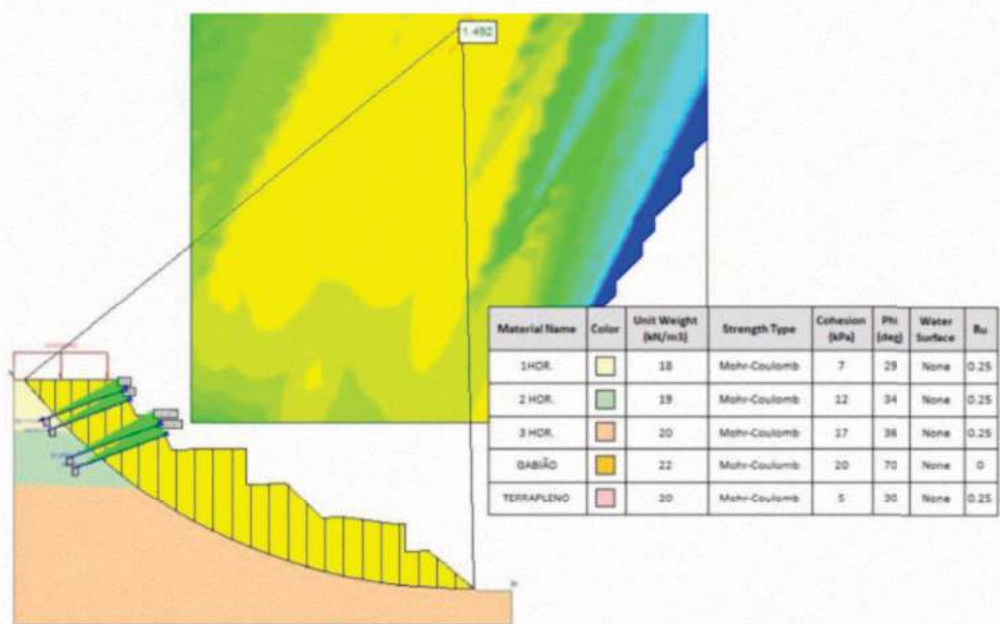 1.492
Material Name Color Unit Weight (kN/m3) Strength Type Cohesion (kPa) Phi (deg) Water Surface Ru
1HOR. 18 Mohr-Coulomb 7 29 None 0.25
2 HOR. 19 Mohr-Coulomb 12 34 None 0.25
3 HOR. 20 Mohr-Coulomb 17 36 None 0.25
GABIÃO 22 Mohr-Coulomb 20 70 None 0
TERRAPLENO 20 Mohr-Coulomb 5 30 None 0.25